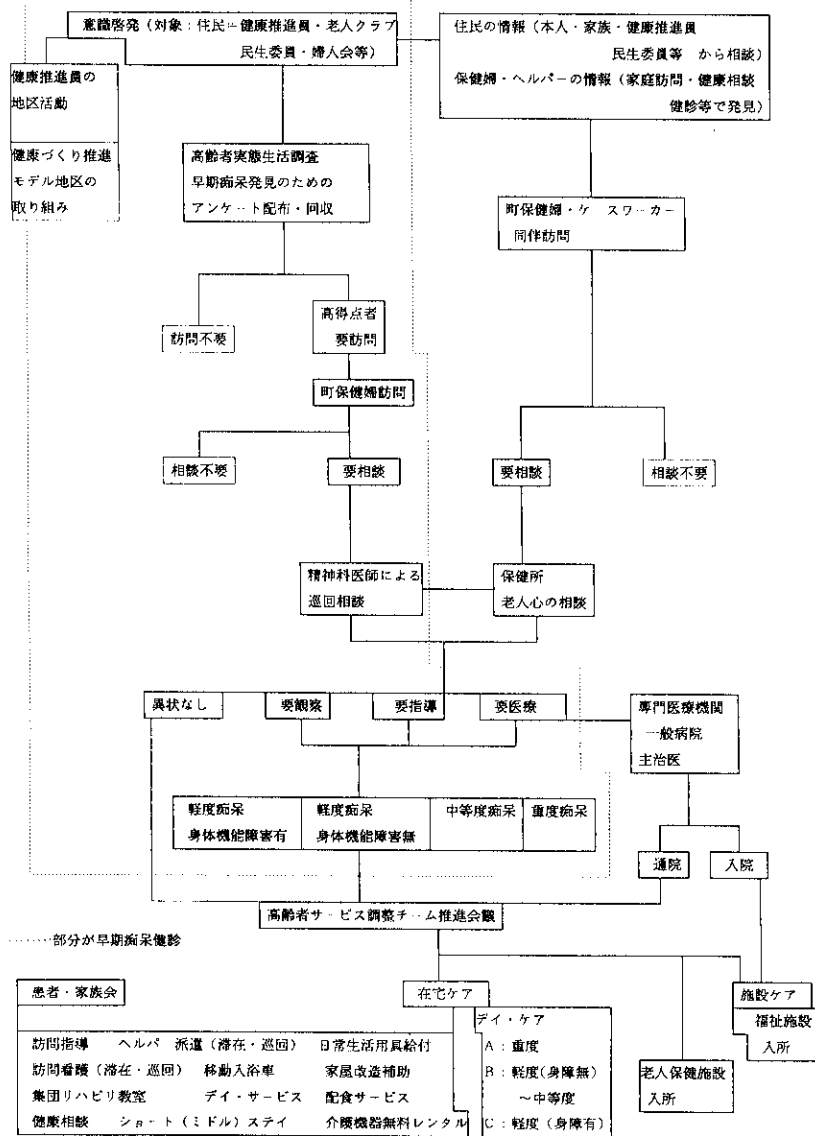 意識啓発(対象:住民=健康推進員・老人クラブ
民生委員・婦人会等)
住民の情報(本人・家族・健康推進員
民生委員等 から相談)
保健婦・ヘルパーの情報(家庭訪問・健康相談
健診等で発見)
健康推進員の
地区活動
健康づくり推進
モデル地区の
取り組み
高齢者実態生活調査
早期痴呆発見のための
アンケート配布・回収
町保健婦・ケースワーカー
同伴訪問
訪問不要
高得点者
要訪問
町保健婦訪問
相談不要
要相談
要相談
相談不要
精神科医師による
巡回相談
保健所
老人心の相談
異状なし
要観察
要指導
要医療
専門医療機関
一般病院
主治医
軽度痴呆
身体機能障害有
軽度痴呆
身体機能障害無
中等度痴呆
重度痴呆
通院
入院
高齢者サービス調整チーム推進会議
………部分が早期痴呆健診
患者・家族会
在宅ケア
施設ケア
福祉施設
入所
訪問指導 ヘルパー派遣(滞在・巡回) 日常生活用具給付
訪問看護(滞在・巡回) 移動入浴車 家屋改造補助
集団リハビリ教室 デイ・サービス 配食サービス
健康相談 ショート(ミドル)ステイ 介護機器無料レンタル
デイ・ケア
A:重度
B:軽度(身障無)
~中等度
C:軽度(身障有)
老人保健施設
入所